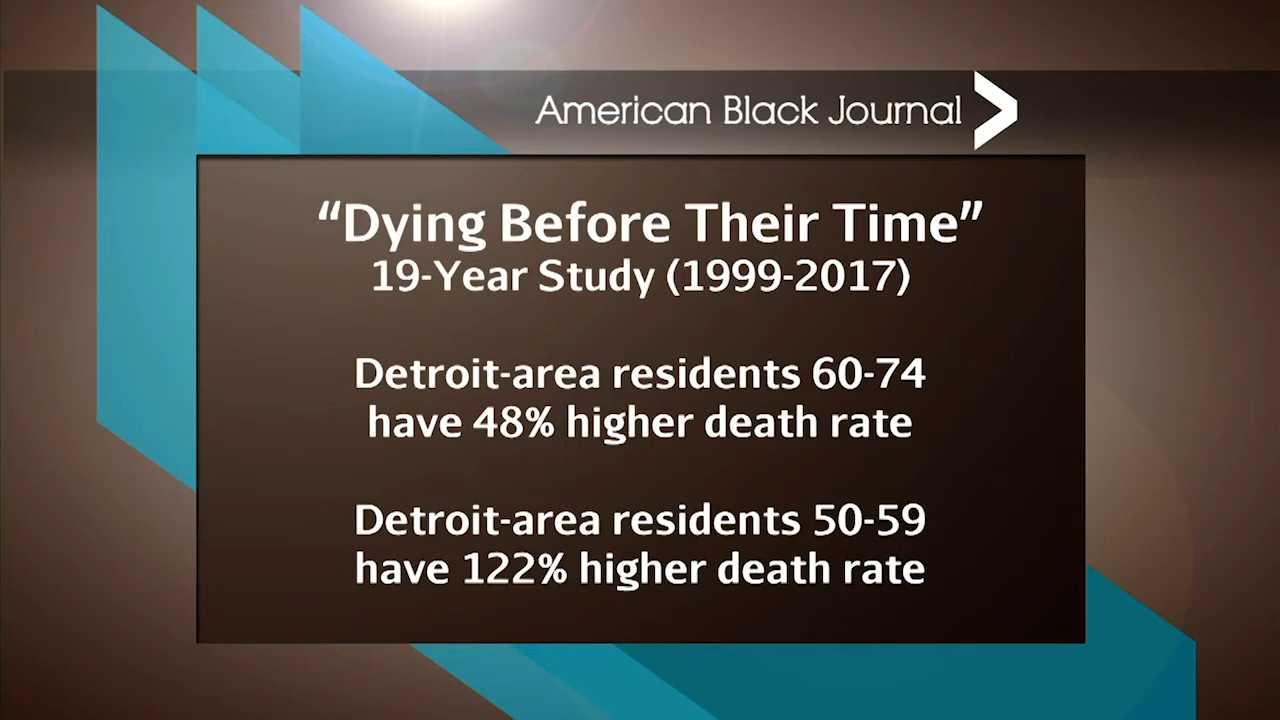 American Black Journal
“Dying Before Their Time”
19-Year Study (1999-2017)
Detroit-area residents 60-74
have 48% higher death rate
Detroit-area residents 50-59
have 122% higher death rate